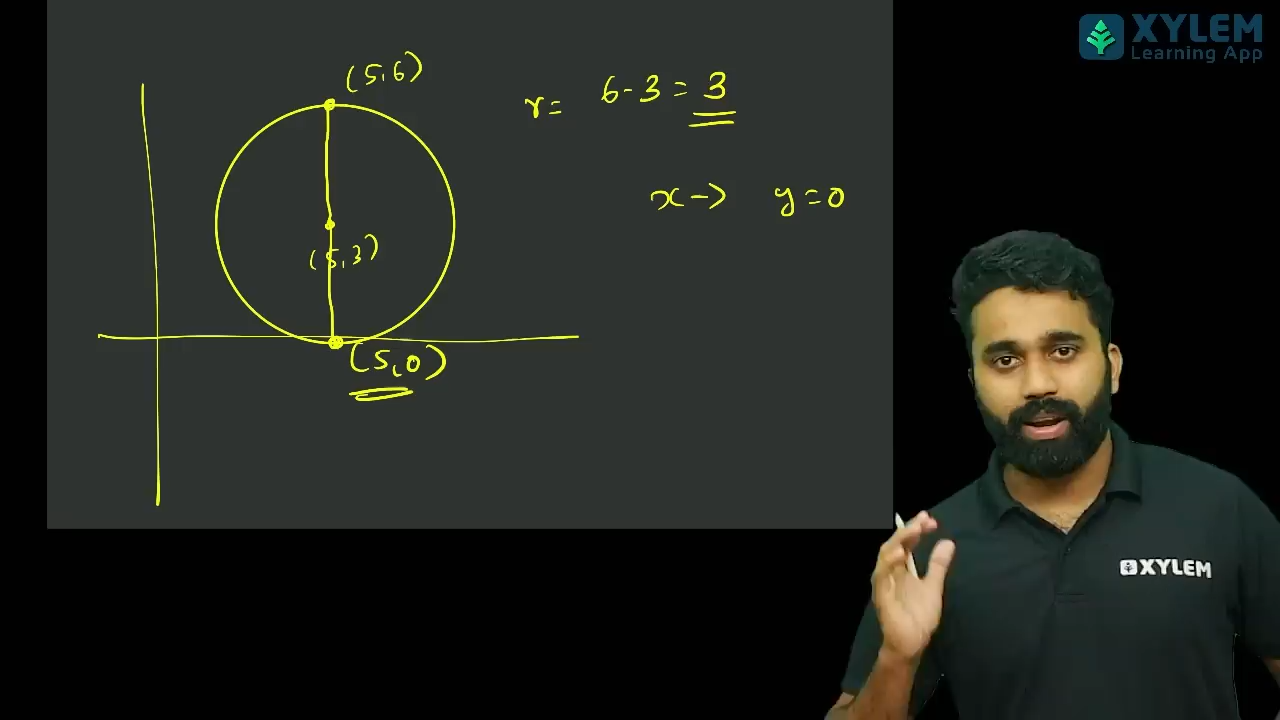 XYLEM
Learning App
(5,6)
r = 6-3 = 3
x → y=0
(5,3)
(5,0)
XYLEM